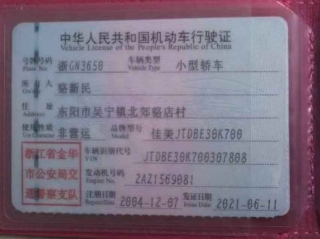 中华人民共和国机动车行驶证
Vehicle License of the People's Republic of China
号牌号码 浙GN3650 车辆类型 小型轿车
Plate No. Vehicle Type
所有人 骆新民
住址 东阳市吴宁镇北郊骆店村
使用性质 非营运 品牌型号 佳美JTDBE30K700
浙江省金华市公安局交通警察支队
车辆识别代号 JTDBE30K700307808
VIN
发动机号码 2AZ1569081
Engine No.
注册日期 2004-12-07 发证日期 2021-06-11
Register Date Issue Date